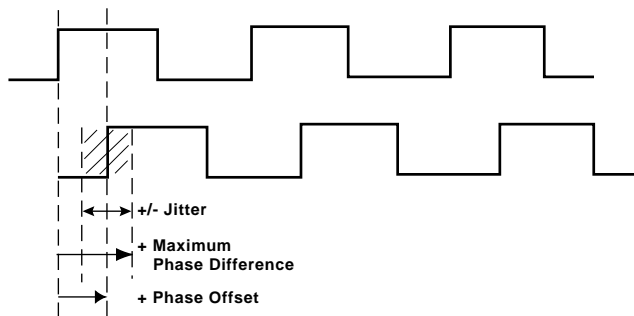 +/- Jitter
+ Maximum
Phase Difference
+ Phase Offset